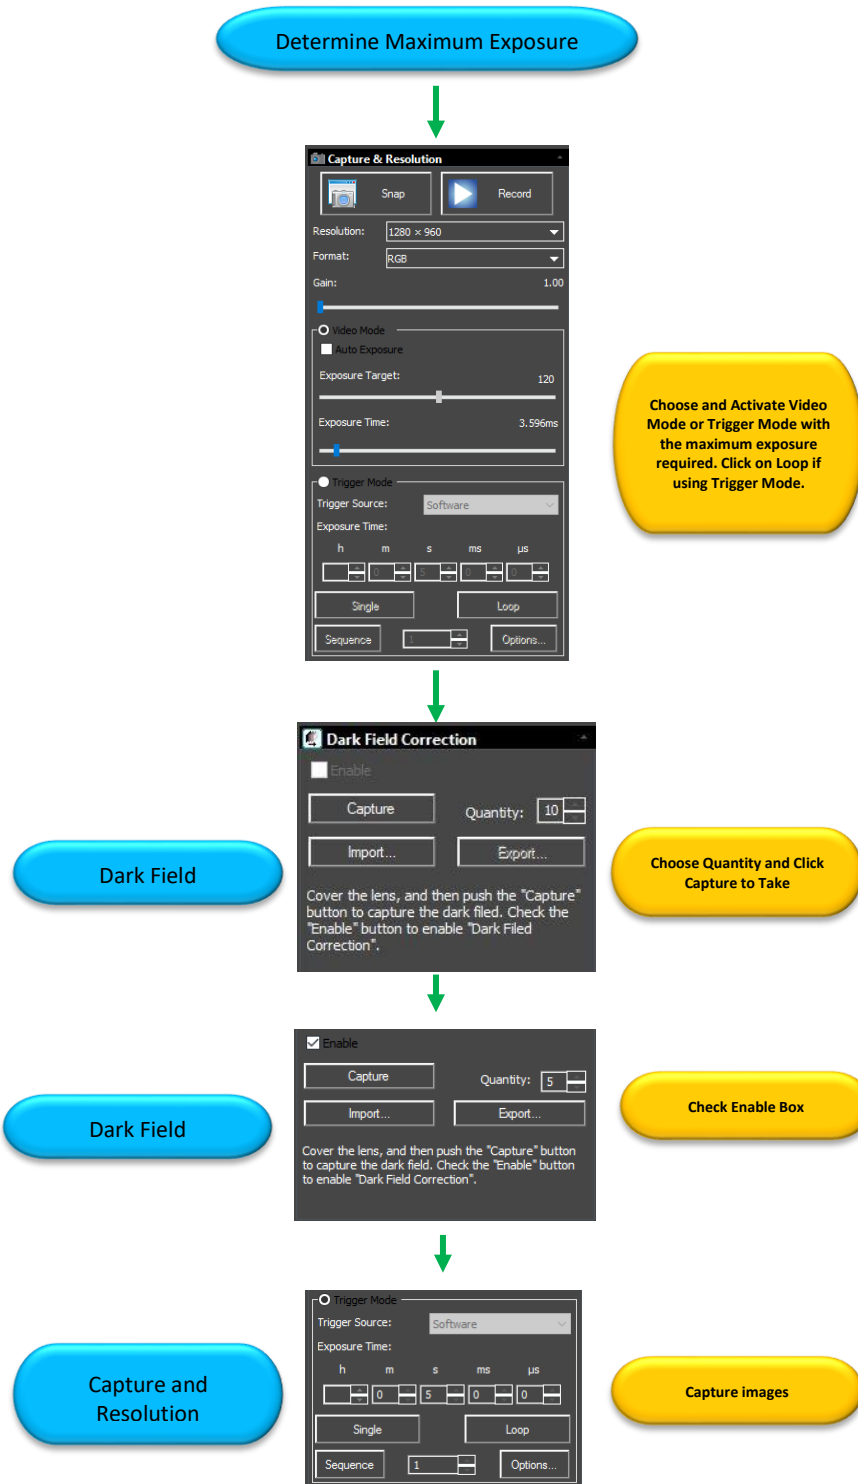 Determine Maximum Exposure
Capture & Resolution
Snap
Record
Resolution:
1280 × 960
Format:
RGB
Gain:
1.00
Video Mode
Auto Exposure
Exposure Target:
120
Exposure Time:
3.596ms
Choose and Activate Video
Mode or Trigger Mode with
the maximum exposure
required. Click on Loop if
using Trigger Mode.
Trigger Mode
Trigger Source:
Software
Exposure Time:
h m s ms µs
0 5 0 0
Single
Loop
Sequence
1
Options...
Dark Field Correction
Enable
Capture
Quantity:
10
Import...
Export...
Cover the lens, and then push the "Capture"
button to capture the dark filed. Check the
"Enable" button to enable "Dark Filed
Correction".
Dark Field
Choose Quantity and Click
Capture to Take
Enable
Capture
Quantity:
5
Import...
Export...
Cover the lens, and then push the "Capture" button
to capture the dark field. Check the "Enable" button
to enable "Dark Field Correction".
Dark Field
Check Enable Box
Trigger Mode
Trigger Source:
Software
Exposure Time:
h m s ms µs
0 5 0 0
Single
Loop
Sequence
1
Options...
Capture and
Resolution
Capture images